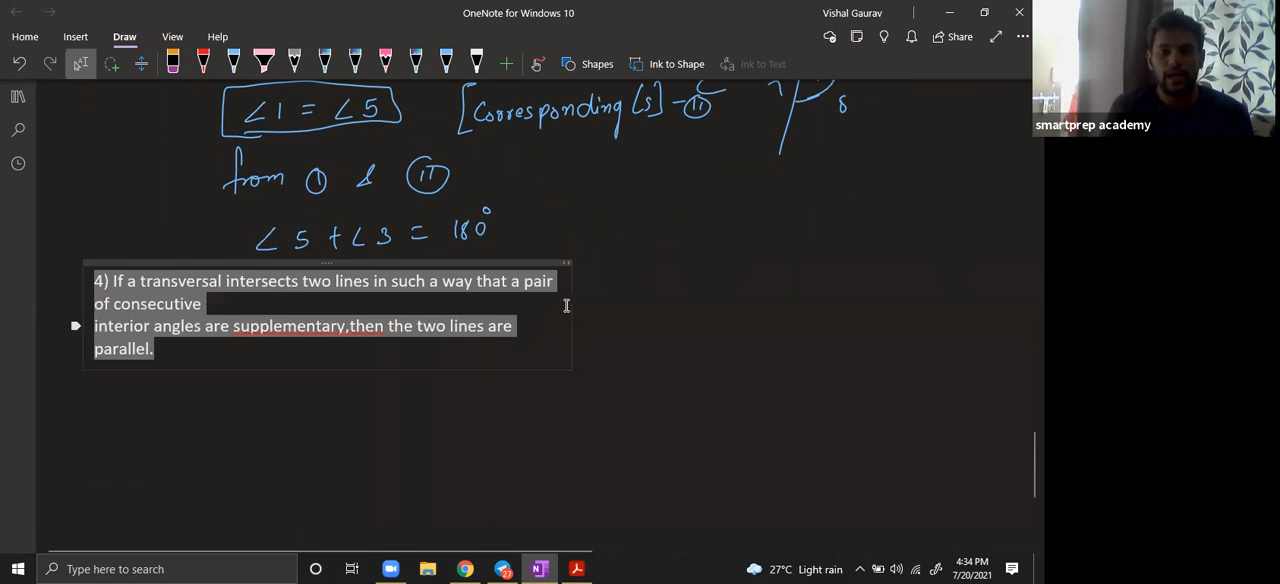 OneNote for Windows 10
Vishal Gaurav
Home Insert Draw View Help
Share
Shapes
Ink to Shape
Ink to Text
smartprep academy
∠1 = ∠5 [Corresponding ∠s] - II
8
from I & II
∠5 + ∠3 = 180°
4) If a transversal intersects two lines in such a way that a pair
of consecutive
interior angles are supplementary,then the two lines are
parallel.
Type here to search
27
27°C Light rain
4:34 PM
7/20/2021